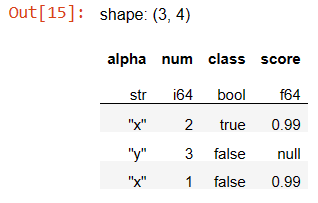 Out[15]: shape: (3, 4)
alpha num class score
str i64 bool f64
"x" 2 true 0.99
"y" 3 false null
"x" 1 false 0.99